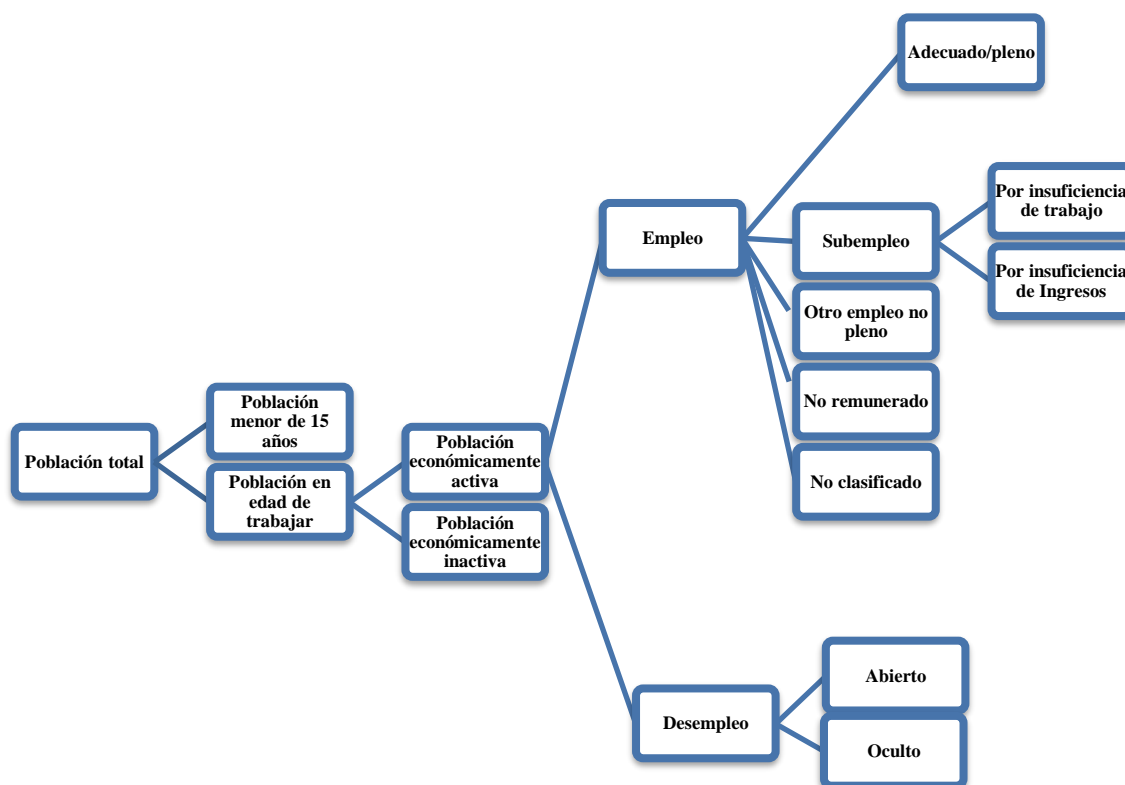 Adecuado/pleno
Por insuficiencia
de trabajo
Empleo
Subempleo
Por insuficiencia
de Ingresos
Otro empleo no
pleno
No remunerado
Población
menor de 15
años
Población
económicamente
activa
Población total
No clasificado
Población en
edad de
trabajar
Población
económicamente
inactiva
Abierto
Desempleo
Oculto